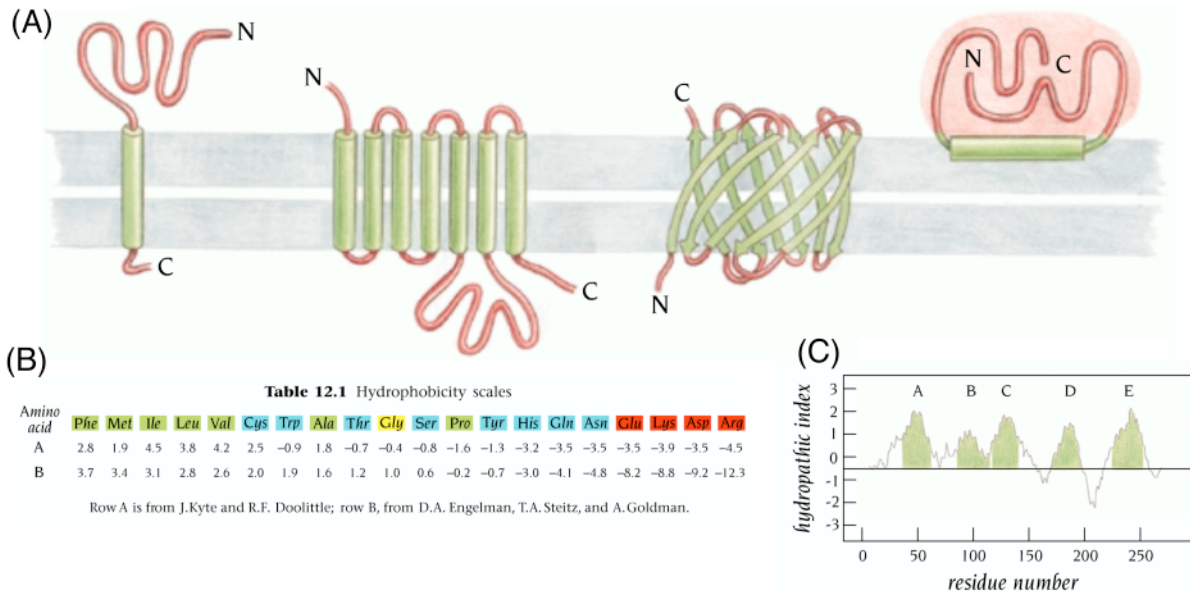 (A)
N
C
N
C
C
N
N
C
(B)
Table 12.1 Hydrophobicity scales
Amino acid Phe Met Ile Leu Val Cys Trp Ala Thr Gly Ser Pro Tyr His Gln Asn Glu Lys Asp Arg
A 2.8 1.9 4.5 3.8 4.2 2.5 −0.9 1.8 −0.7 −0.4 −0.8 −1.6 −1.3 −3.2 −3.5 −3.5 −3.5 −3.9 −3.5 −4.5
B 3.7 3.4 3.1 2.8 2.6 2.0 1.9 1.6 1.2 1.0 0.6 −0.2 −0.7 −3.0 −4.1 −4.8 −8.2 −8.8 −9.2 −12.3
Row A is from J.Kyte and R.F. Doolittle; row B, from D.A. Engelman, T.A. Steitz, and A. Goldman.
(C)
A B C D E
hydropathic index
3
2
1
0
-1
-2
-3
0 50 100 150 200 250
residue number